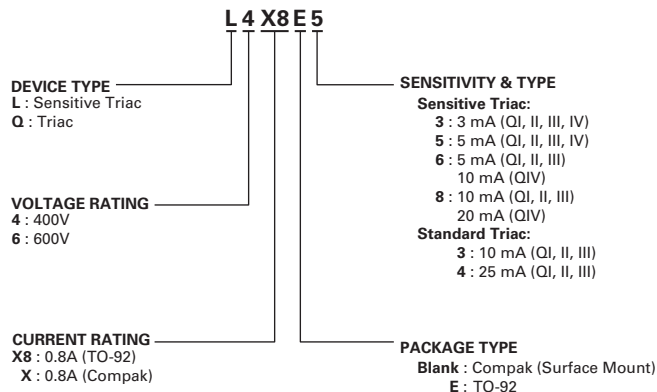 L 4 X8 E 5
DEVICE TYPE
L : Sensitive Triac
Q : Triac
VOLTAGE RATING
4 : 400V
6 : 600V
CURRENT RATING
X8 : 0.8A (TO-92)
X : 0.8A (Compak)
SENSITIVITY & TYPE
Sensitive Triac:
3 : 3 mA (QI, II, III, IV)
5 : 5 mA (QI, II, III, IV)
6 : 5 mA (QI, II, III)
10 mA (QIV)
8 : 10 mA (QI, II, III)
20 mA (QIV)
Standard Triac:
3 : 10 mA (QI, II, III)
4 : 25 mA (QI, II, III)
PACKAGE TYPE
Blank : Compak (Surface Mount)
E : TO-92